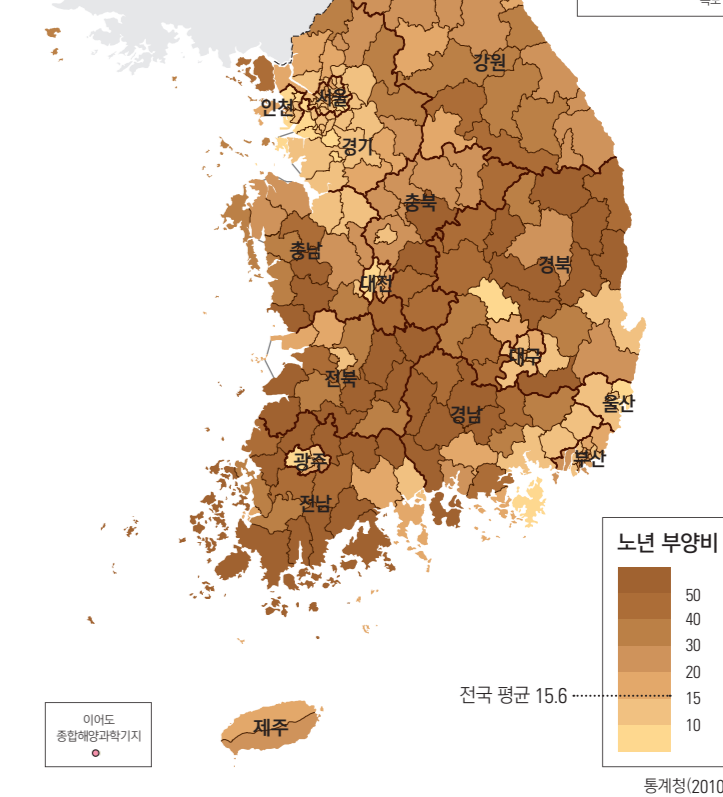 강원
서울
인천
경기
충북
충남
경북
대전
대구
전북
경남
울산
부산
광주
전남
제주
노년 부양비
50
40
30
20
15
10
전국 평균 15.6
이어도
종합해양과학기지
통계청(2010